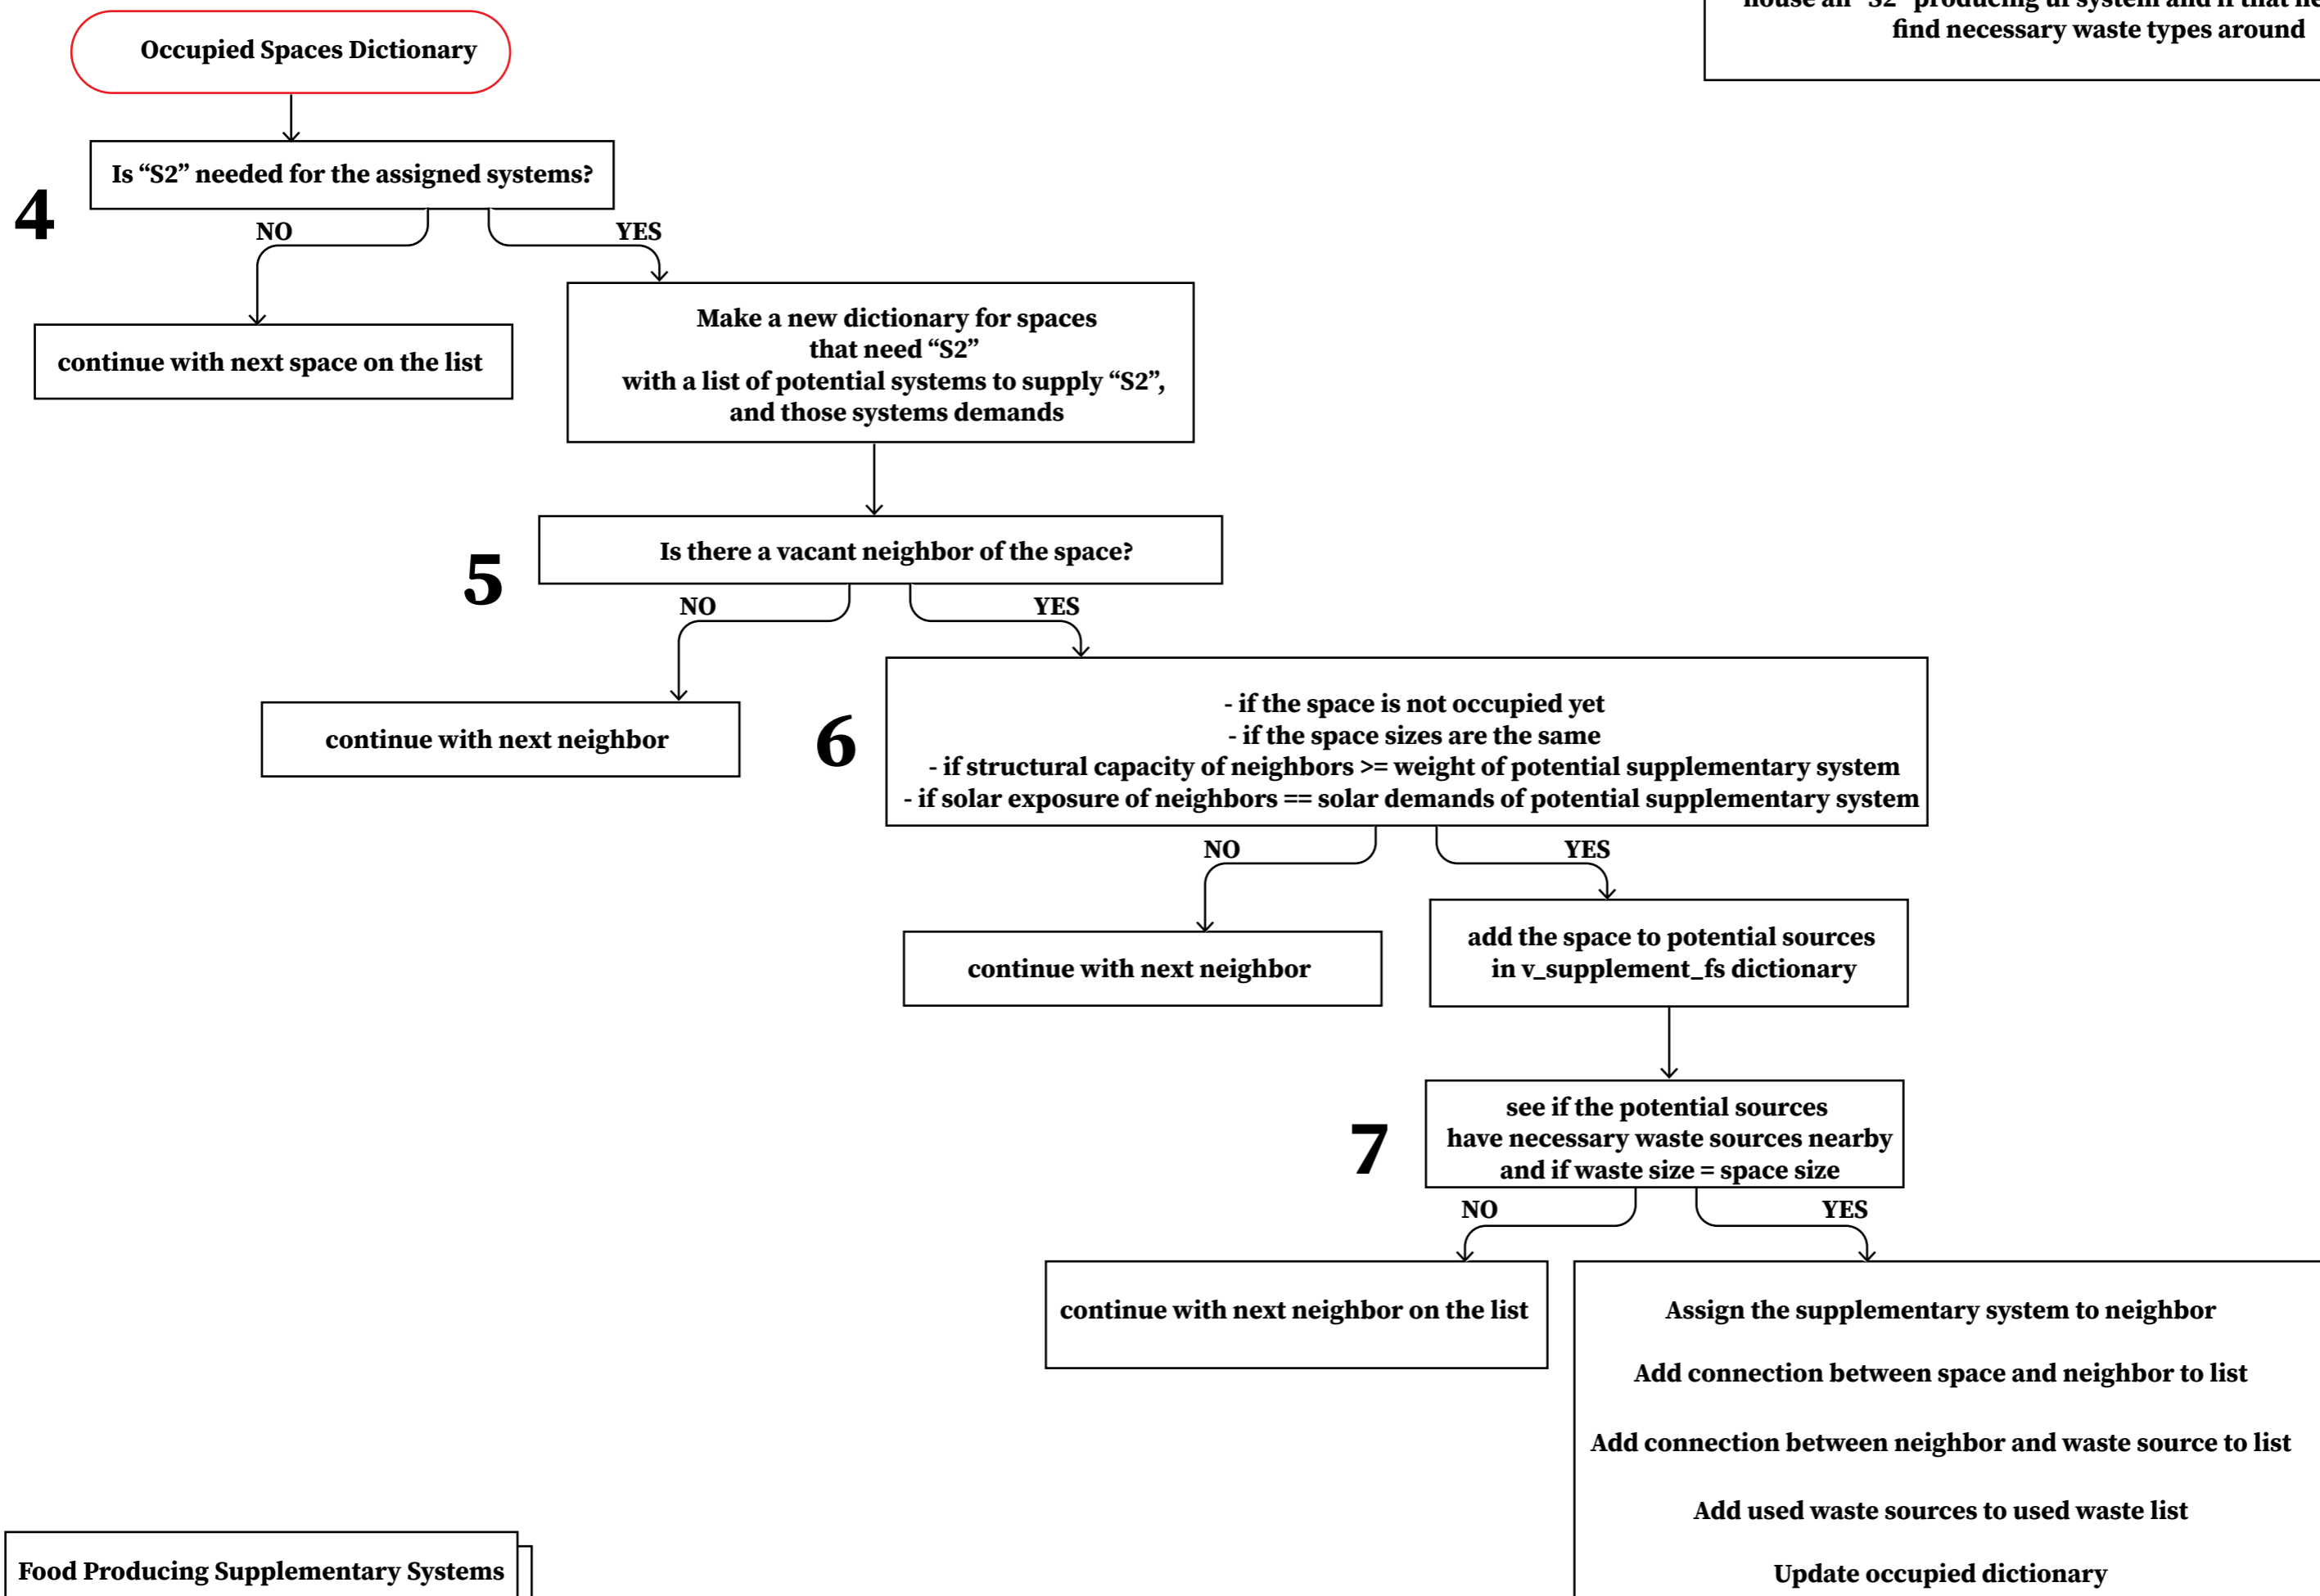 find necessary waste types around
Occupied Spaces Dictionary
4
Is “S2” needed for the assigned systems?
NO
YES
continue with next space on the list
Make a new dictionary for spaces
that need “S2”
with a list of potential systems to supply “S2”,
and those systems demands
5
Is there a vacant neighbor of the space?
NO
YES
continue with next neighbor
6
- if the space is not occupied yet
- if the space sizes are the same
- if structural capacity of neighbors >= weight of potential supplementary system
- if solar exposure of neighbors == solar demands of potential supplementary system
NO
YES
continue with next neighbor
add the space to potential sources
in v_supplement_fs dictionary
7
see if the potential sources
have necessary waste sources nearby
and if waste size = space size
NO
YES
continue with next neighbor on the list
Assign the supplementary system to neighbor
Add connection between space and neighbor to list
Add connection between neighbor and waste source to list
Add used waste sources to used waste list
Update occupied dictionary
Food Producing Supplementary Systems